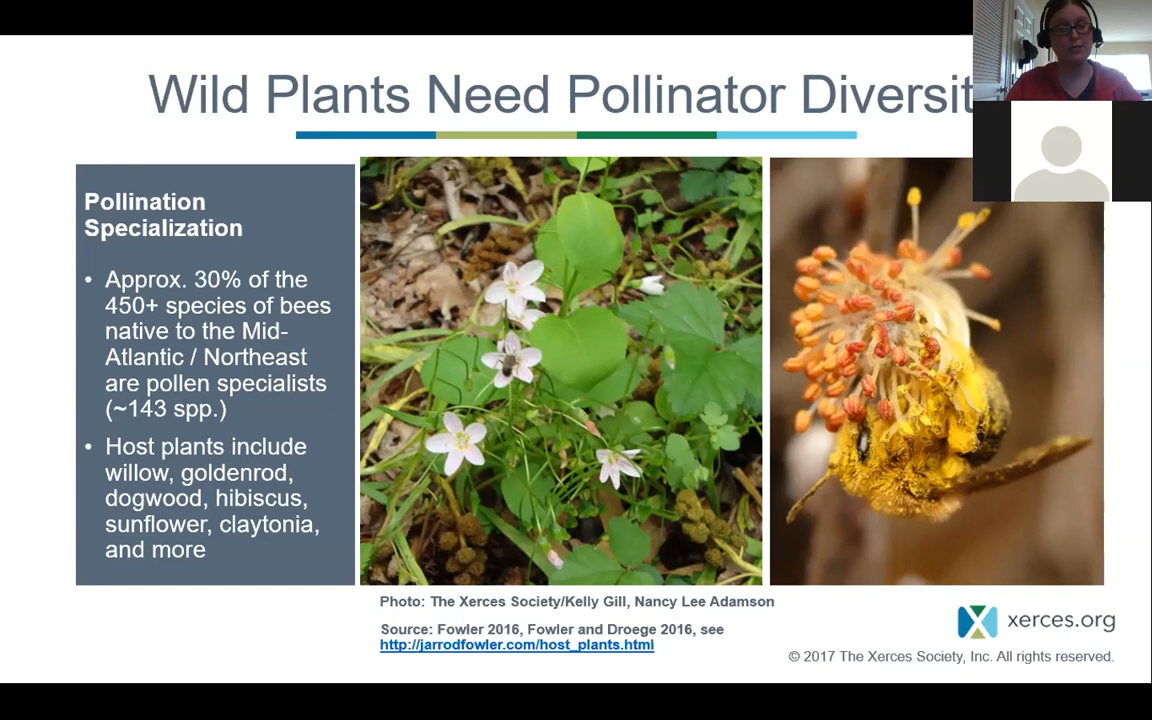 Wild Plants Need Pollinator Diversit
Pollination
Specialization
• Approx. 30% of the
450+ species of bees
native to the Mid-
Atlantic / Northeast
are pollen specialists
(~143 spp.)
• Host plants include
willow, goldenrod,
dogwood, hibiscus,
sunflower, claytonia,
and more
Photo: The Xerces Society/Kelly Gill, Nancy Lee Adamson
Source: Fowler 2016, Fowler and Droege 2016, see
http://jarrodfowler.com/host_plants.html
xerces.org
© 2017 The Xerces Society, Inc. All rights reserved.